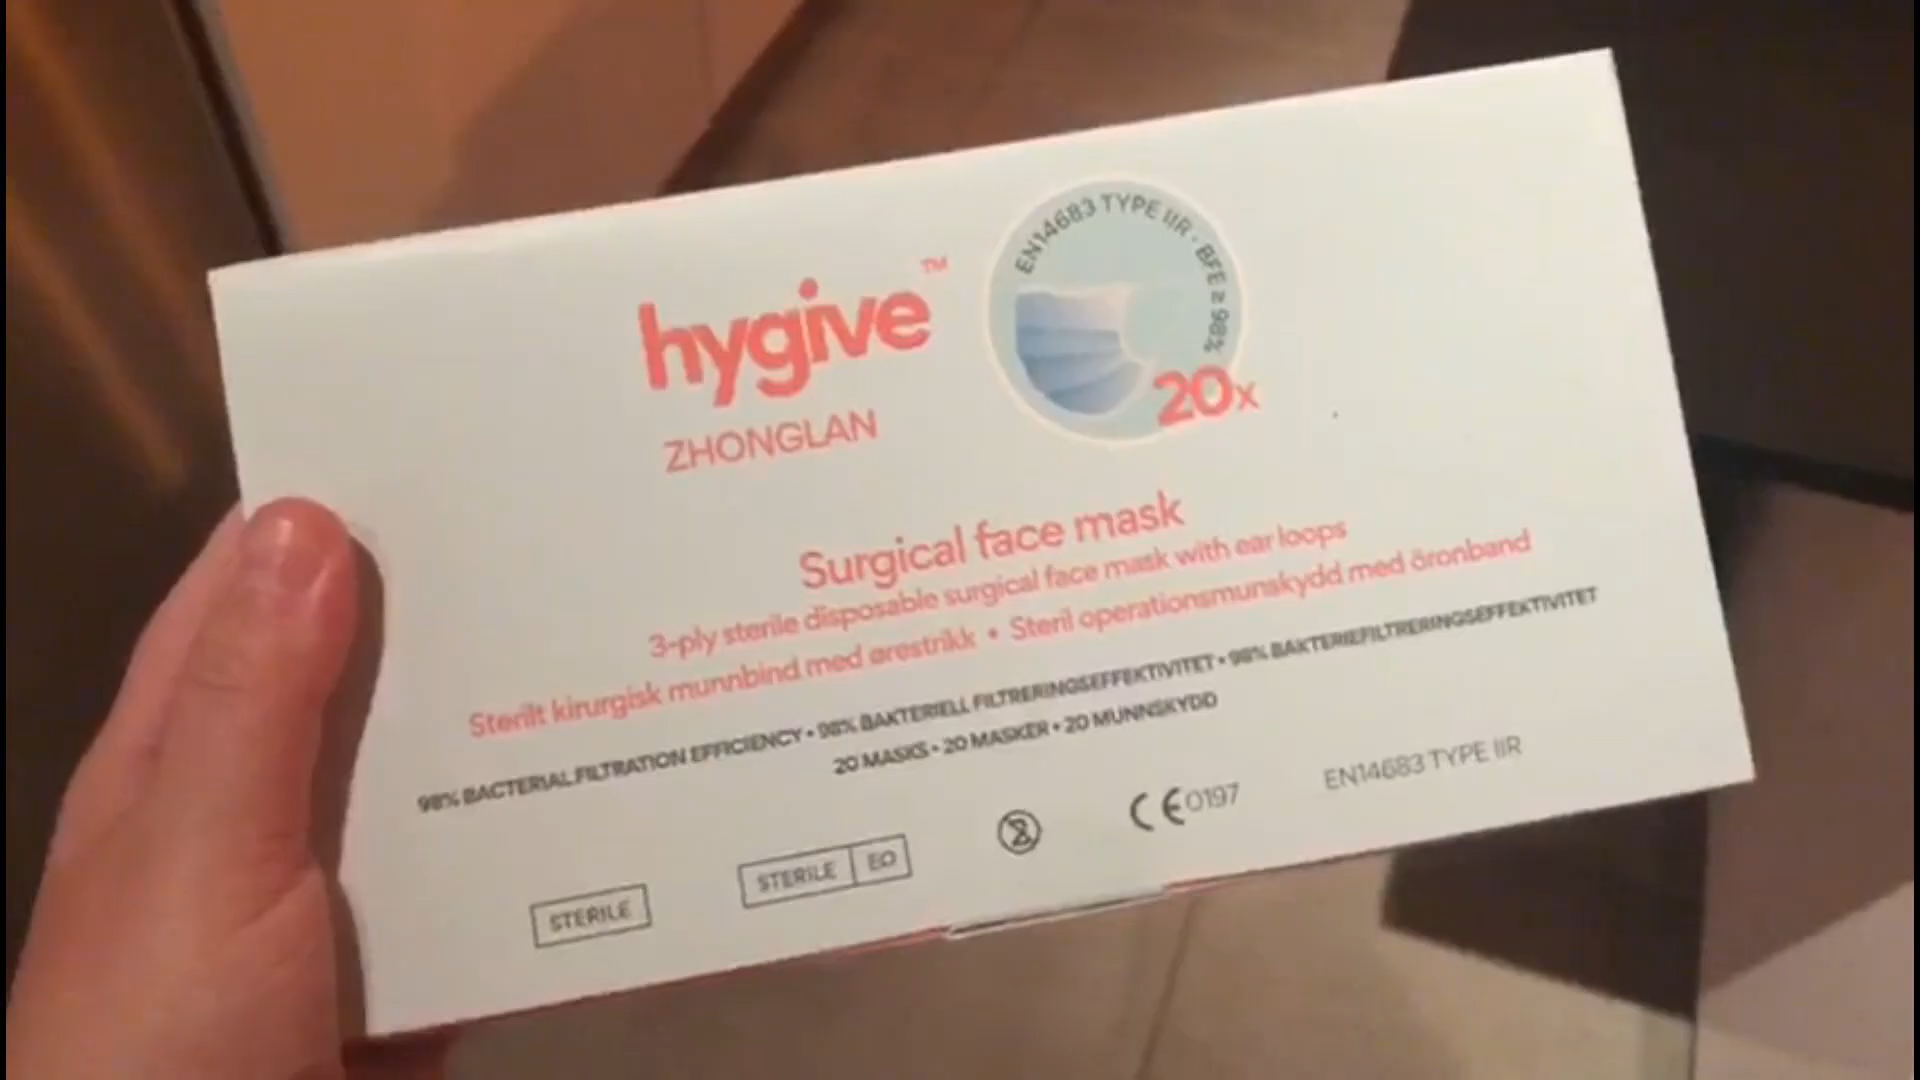 hygive™
ZHONGLAN
EN14683 TYPE IIR · BFE ≥ 98%
20x
Surgical face mask
3-ply sterile disposable surgical face mask with ear loops
Sterilt kirurgisk munnbind med ørestrikk • Steril operationsmunskydd med öronband
98% BACTERIAL FILTRATION EFFICIENCY • 98% BAKTERIELL FILTRERINGSEFFEKTIVITET • 98% BAKTERIEFILTRERINGSEFFEKTIVITET
20 MASKS • 20 MASKER • 20 MUNNSKYDD
STERILE
STERILE EO
2
CE 0197
EN14683 TYPE IIR